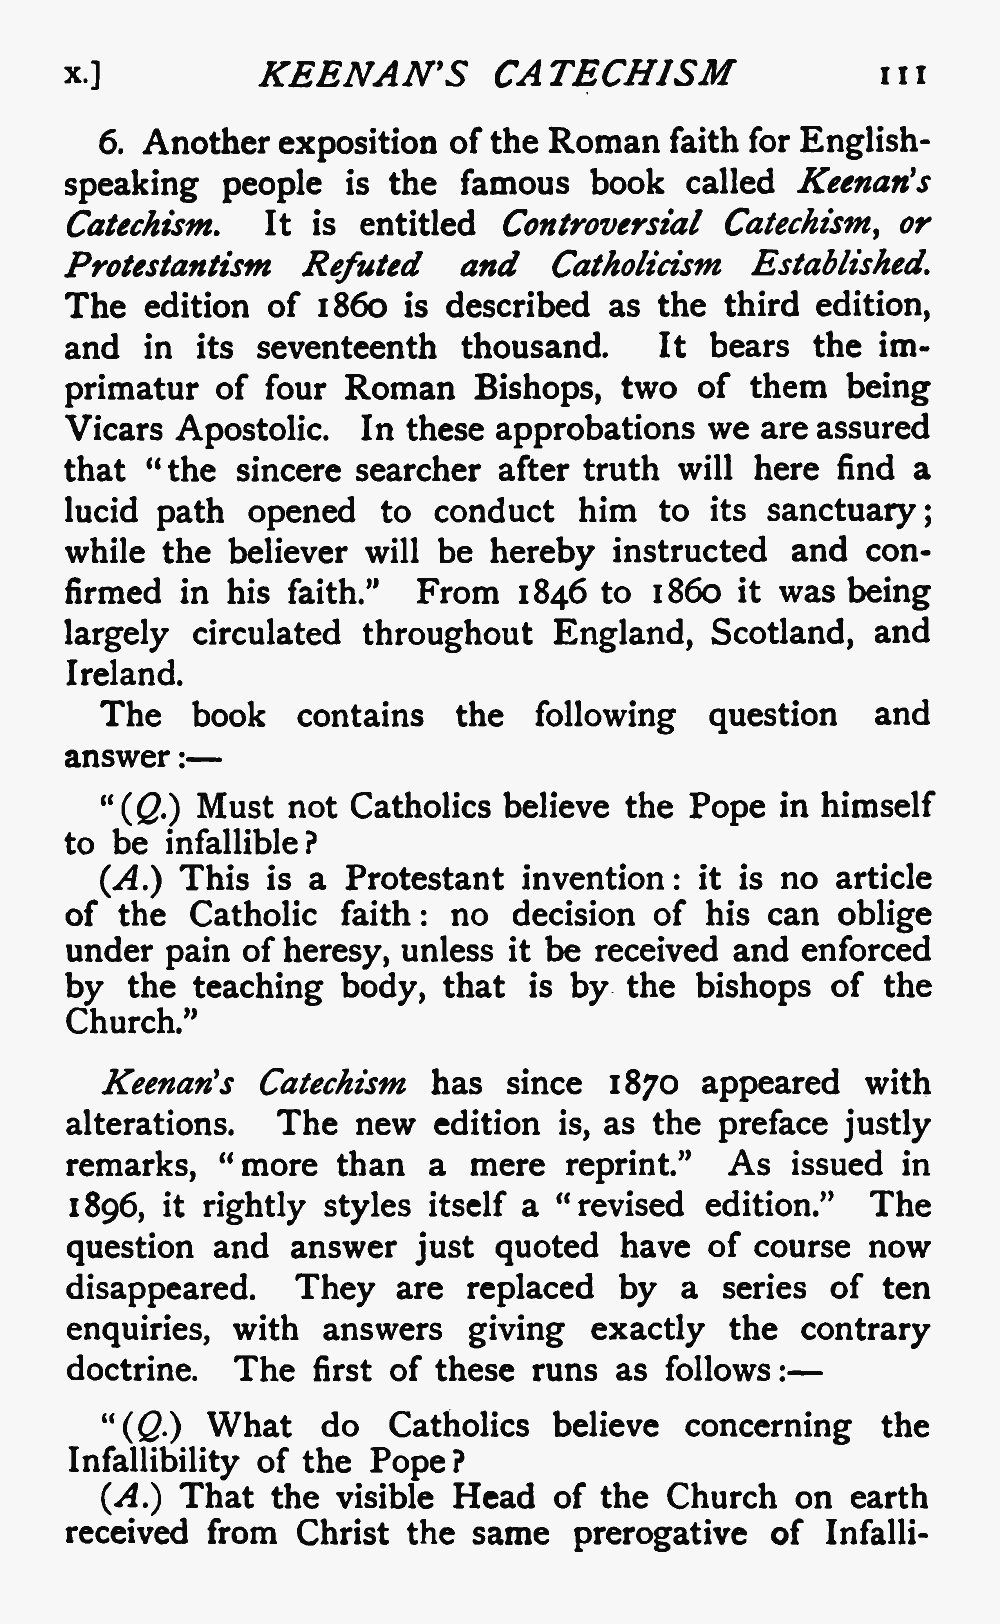 x.] KEENAN'S CATECHISM 111
6. Another exposition of the Roman faith for English-
speaking people is the famous book called Keenan's
Catechism. It is entitled Controversial Catechism, or
Protestantism Refuted and Catholicism Established.
The edition of 1860 is described as the third edition,
and in its seventeenth thousand. It bears the im-
primatur of four Roman Bishops, two of them being
Vicars Apostolic. In these approbations we are assured
that "the sincere searcher after truth will here find a
lucid path opened to conduct him to its sanctuary;
while the believer will be hereby instructed and con-
firmed in his faith." From 1846 to 1860 it was being
largely circulated throughout England, Scotland, and
Ireland.
The book contains the following question and
answer:—
"(Q.) Must not Catholics believe the Pope in himself
to be infallible?
(A.) This is a Protestant invention: it is no article
of the Catholic faith: no decision of his can oblige
under pain of heresy, unless it be received and enforced
by the teaching body, that is by the bishops of the
Church."
Keenan's Catechism has since 1870 appeared with
alterations. The new edition is, as the preface justly
remarks, "more than a mere reprint." As issued in
1896, it rightly styles itself a "revised edition." The
question and answer just quoted have of course now
disappeared. They are replaced by a series of ten
enquiries, with answers giving exactly the contrary
doctrine. The first of these runs as follows:—
"(Q.) What do Catholics believe concerning the
Infallibility of the Pope?
(A.) That the visible Head of the Church on earth
received from Christ the same prerogative of Infalli-